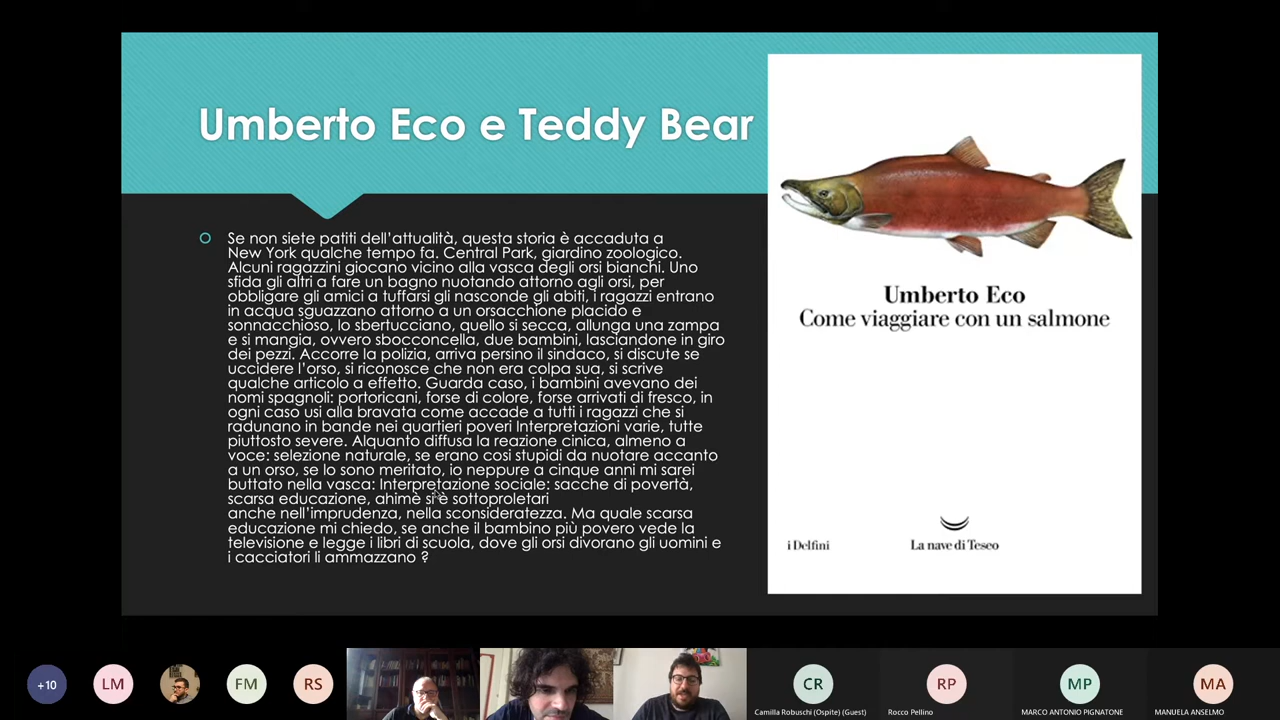 Umberto Eco e Teddy Bear
Se non siete patiti dell'attualità, questa storia è accaduta a
New York qualche tempo fa. Central Park, giardino zoologico.
Alcuni ragazzini giocano vicino alla vasca degli orsi bianchi. Uno
sfida gli altri a fare un bagno nuotando attorno agli orsi, per
obbligare gli amici a tuffarsi gli nasconde gli abiti, i ragazzi entrano
in acqua sguazzano attorno a un orsacchione placido e
sonnacchioso, lo sbertucciano, quello si secca, allunga una zampa
e si mangia, ovvero sbocconcella, due bambini, lasciandone in giro
dei pezzi. Accorre la polizia, arriva persino il sindaco, si discute se
uccidere l'orso, si riconosce che non era colpa sua, si scrive
qualche articolo a effetto. Guarda caso, i bambini avevano dei
nomi spagnoli: portoricani, forse di colore, forse arrivati di fresco, in
ogni caso usi alla bravata come accade a tutti i ragazzi che si
radunano in bande nei quartieri poveri Interpretazioni varie, tutte
piuttosto severe. Alquanto diffusa la reazione cinica, almeno a
voce: selezione naturale, se erano cosi stupidi da nuotare accanto
a un orso, se lo sono meritato, io neppure a cinque anni mi sarei
buttato nella vasca: Interpretazione sociale: sacche di povertà,
scarsa educazione, ahimè si è sottoproletari
anche nell'imprudenza, nella sconsideratezza. Ma quale scarsa
educazione mi chiedo, se anche il bambino più povero vede la
televisione e legge i libri di scuola, dove gli orsi divorano gli uomini e
i cacciatori li ammazzano ?
Umberto Eco
Come viaggiare con un salmone
i Delfini
La nave di Teseo
+10
LM
FM
RS
CR
RP
MP
MA
Camilla Robuschi (Ospite) (Guest)
Rocco Pellino
MARCO ANTONIO PIGNATONE
MANUELA ANSELMO